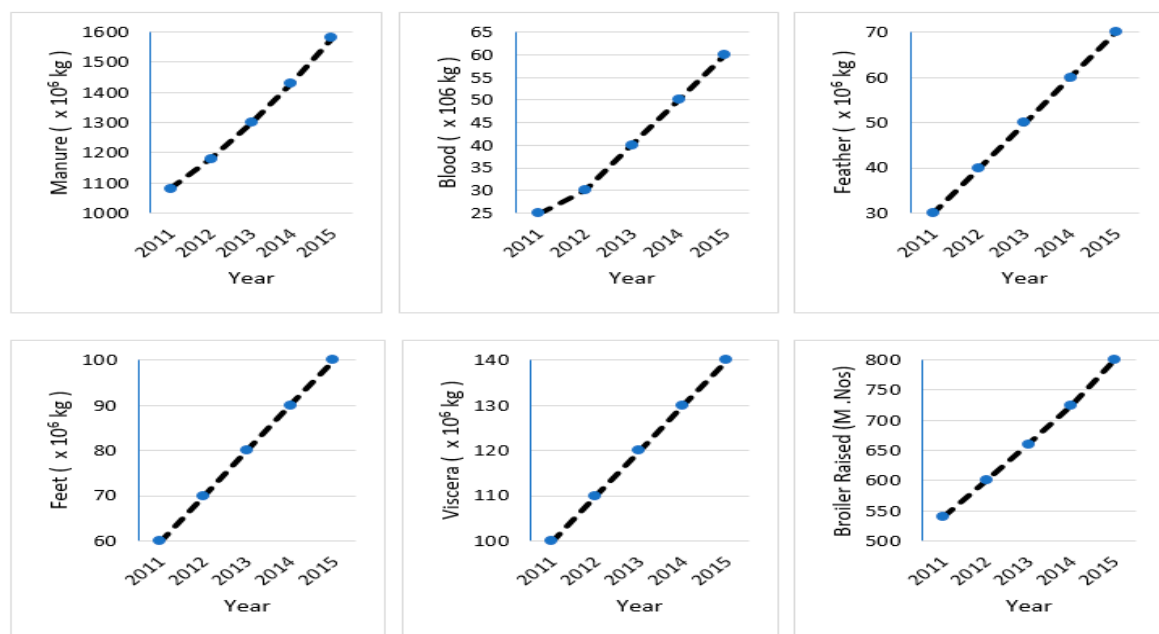 Manure ( x 10⁶ kg )
1600
1500
1400
1300
1200
1100
1000
2011 2012 2013 2014 2015
Year
Blood ( x 106 kg )
65
60
55
50
45
40
35
30
25
2011 2012 2013 2014 2015
Year
Feather ( x 10⁶ kg )
70
60
50
40
30
2011 2012 2013 2014 2015
Year
Feet ( x 10⁶ kg )
100
90
80
70
60
2011 2012 2013 2014 2015
Year
Viscera ( x 10⁶ kg )
140
130
120
110
100
2011 2012 2013 2014 2015
Year
Broiler Raised (M .Nos)
800
750
700
650
600
550
500
2011 2012 2013 2014 2015
Year